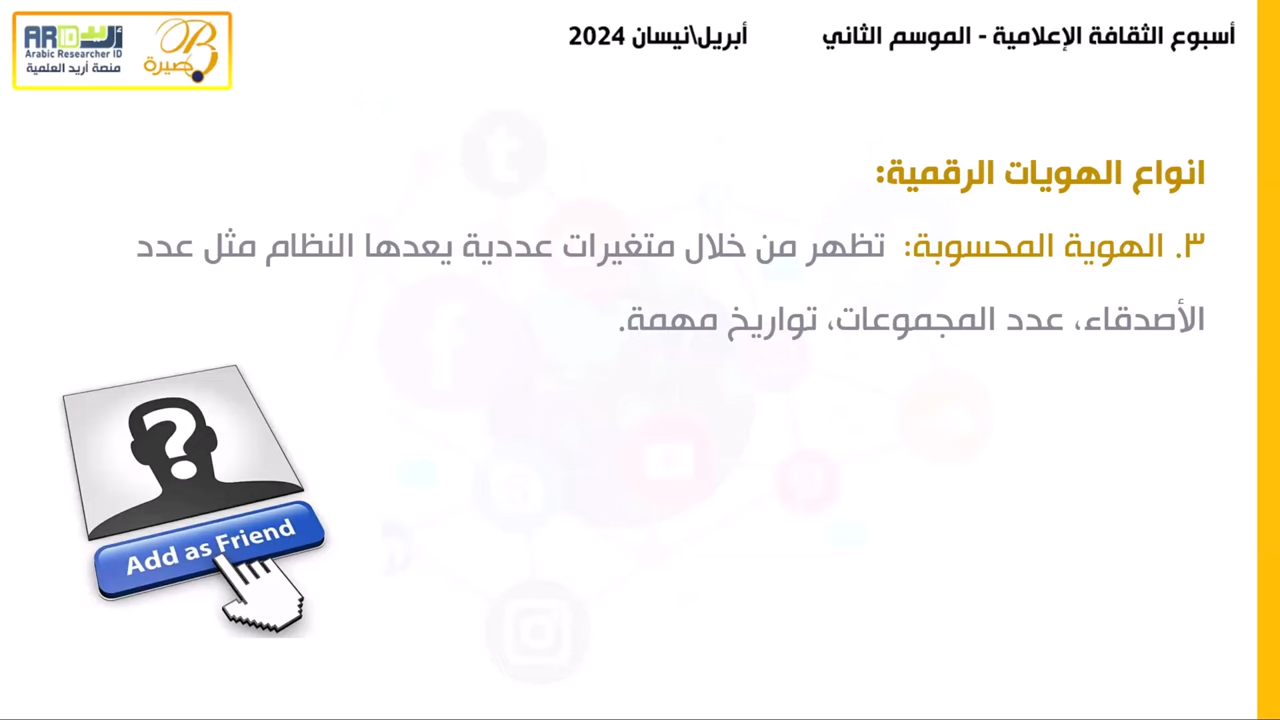 أسبوع الثقافة الإعلامية - الموسم الثاني
أبريل\نيسان 2024
ARID أريد
Arabic Researcher ID
منصة أريد العلمية
بصيرة
انواع الهويات الرقمية:
٣. الهوية المحسوبة: تظهر من خلال متغيرات عددية يعدها النظام مثل عدد
الأصدقاء، عدد المجموعات، تواريخ مهمة.
Add as Friend